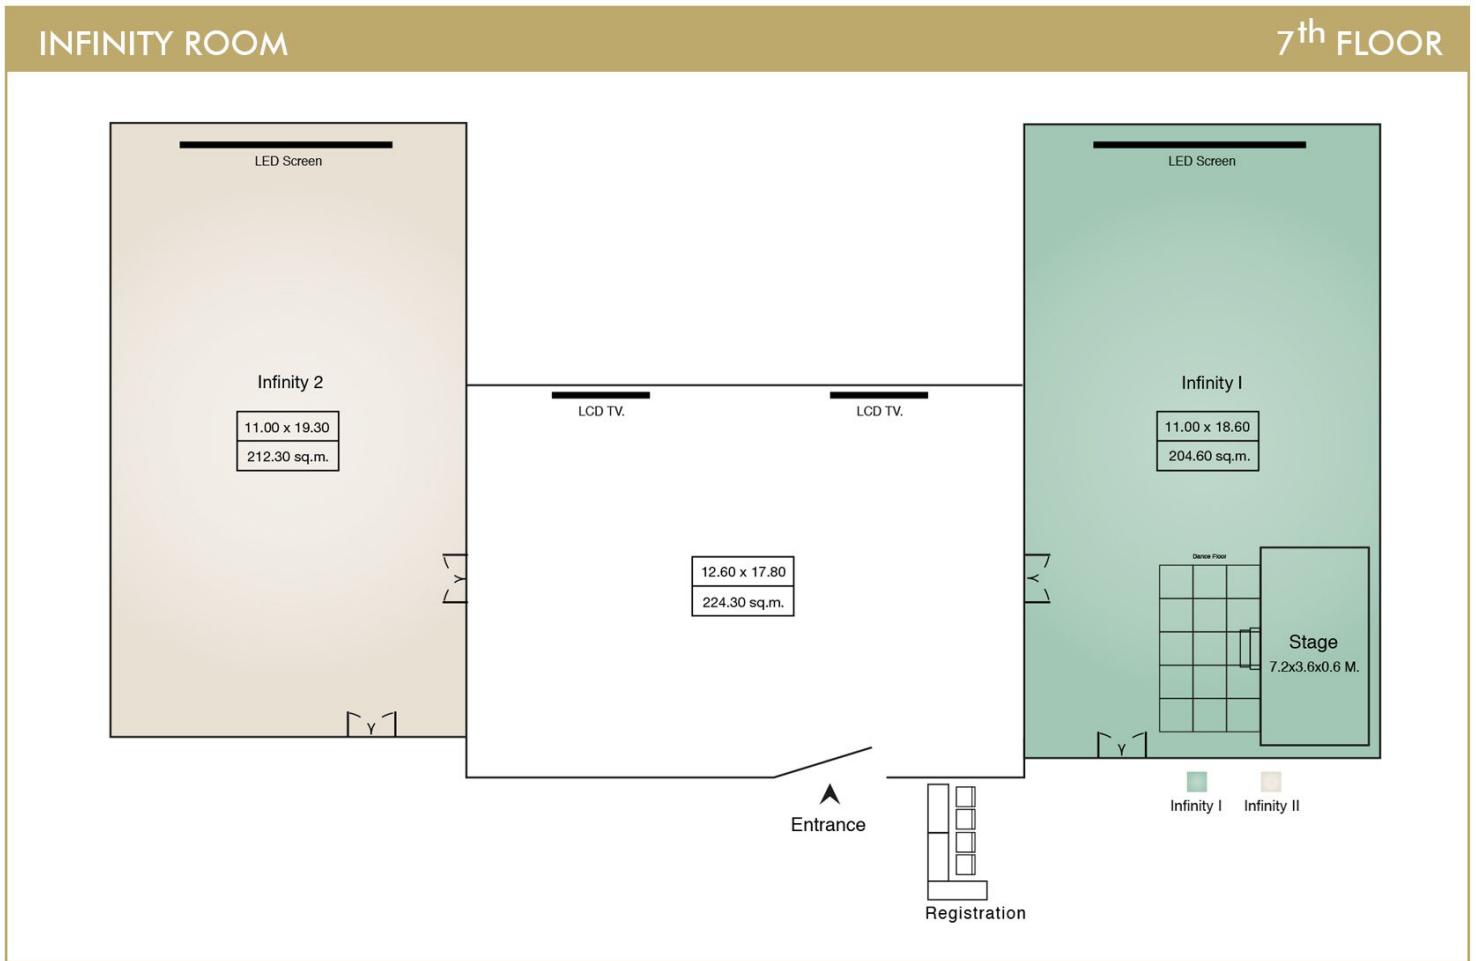 INFINITY ROOM
7th FLOOR
LED Screen
LED Screen
Infinity 2
11.00 x 19.30
212.30 sq.m.
LCD TV.
LCD TV.
Infinity I
11.00 x 18.60
204.60 sq.m.
12.60 x 17.80
224.30 sq.m.
Dance Floor
Stage
7.2x3.6x0.6 M.
Infinity I
Infinity II
Entrance
Registration